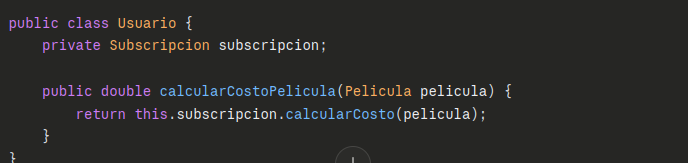 public class Usuario {
    private Subscripcion subscripcion;

    public double calcularCostoPelicula(Pelicula pelicula) {
        return this.subscripcion.calcularCosto(pelicula);
    }
}